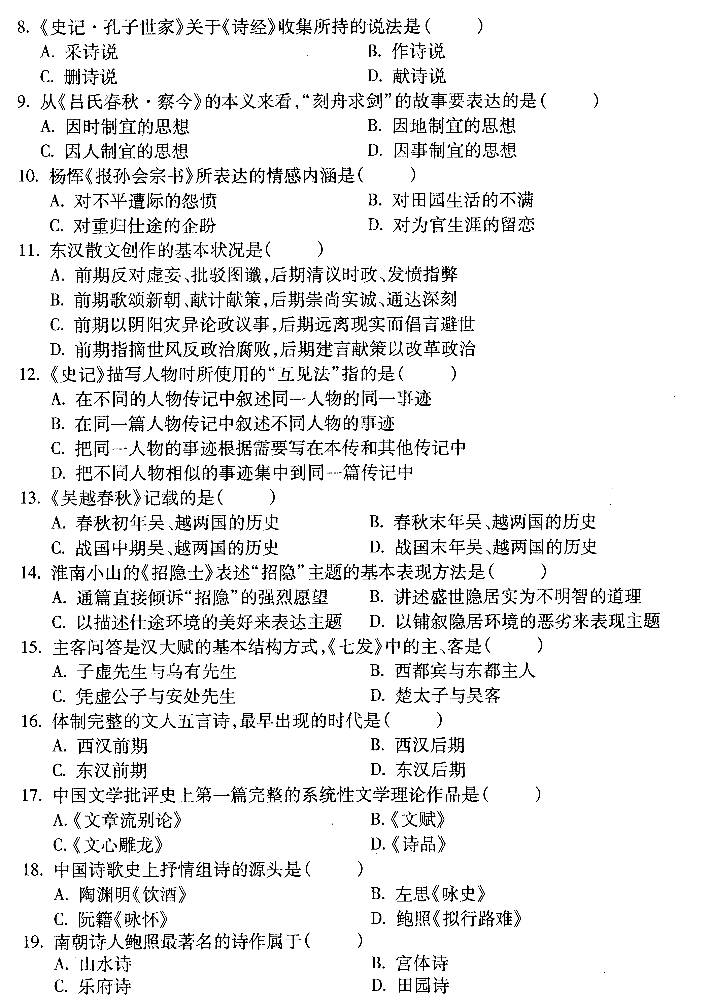 8.《史记·孔子世家》关于《诗经》收集所持的说法是(　　)
A. 采诗说　　B. 作诗说
C. 删诗说　　D. 献诗说
9. 从《吕氏春秋·察今》的本义来看,“刻舟求剑”的故事要表达的是(　　)
A. 因时制宜的思想　　B. 因地制宜的思想
C. 因人制宜的思想　　D. 因事制宜的思想
10. 杨恽《报孙会宗书》所表达的情感内涵是(　　)
A. 对不平遭际的怨愤　　B. 对田园生活的不满
C. 对重归仕途的企盼　　D. 对为官生涯的留恋
11. 东汉散文创作的基本状况是(　　)
A. 前期反对虚妄、批驳图谶,后期清议时政、发愤指弊
B. 前期歌颂新朝、献计献策,后期崇尚实诚、通达深刻
C. 前期以阴阳灾异论政议事,后期远离现实而倡言避世
D. 前期指摘世风反政治腐败,后期建言献策以改革政治
12.《史记》描写人物时所使用的“互见法”指的是(　　)
A. 在不同的人物传记中叙述同一人物的同一事迹
B. 在同一篇人物传记中叙述不同人物的事迹
C. 把同一人物的事迹根据需要写在本传和其他传记中
D. 把不同人物相似的事迹集中到同一篇传记中
13.《吴越春秋》记载的是(　　)
A. 春秋初年吴、越两国的历史　　B. 春秋末年吴、越两国的历史
C. 战国中期吴、越两国的历史　　D. 战国末年吴、越两国的历史
14. 淮南小山的《招隐士》表述“招隐”主题的基本表现方法是(　　)
A. 通篇直接倾诉“招隐”的强烈愿望　　B. 讲述盛世隐居实为不明智的道理
C. 以描述仕途环境的美好来表达主题　　D. 以铺叙隐居环境的恶劣来表现主题
15. 主客问答是汉大赋的基本结构方式,《七发》中的主、客是(　　)
A. 子虚先生与乌有先生　　B. 西都宾与东都主人
C. 凭虚公子与安处先生　　D. 楚太子与吴客
16. 体制完整的文人五言诗,最早出现的时代是(　　)
A. 西汉前期　　B. 西汉后期
C. 东汉前期　　D. 东汉后期
17. 中国文学批评史上第一篇完整的系统性文学理论作品是(　　)
A.《文章流别论》　　B.《文赋》
C.《文心雕龙》　　D.《诗品》
18. 中国诗歌史上抒情组诗的源头是(　　)
A. 陶渊明《饮酒》　　B. 左思《咏史》
C. 阮籍《咏怀》　　D. 鲍照《拟行路难》
19. 南朝诗人鲍照最著名的诗作属于(　　)
A. 山水诗　　B. 宫体诗
C. 乐府诗　　D. 田园诗